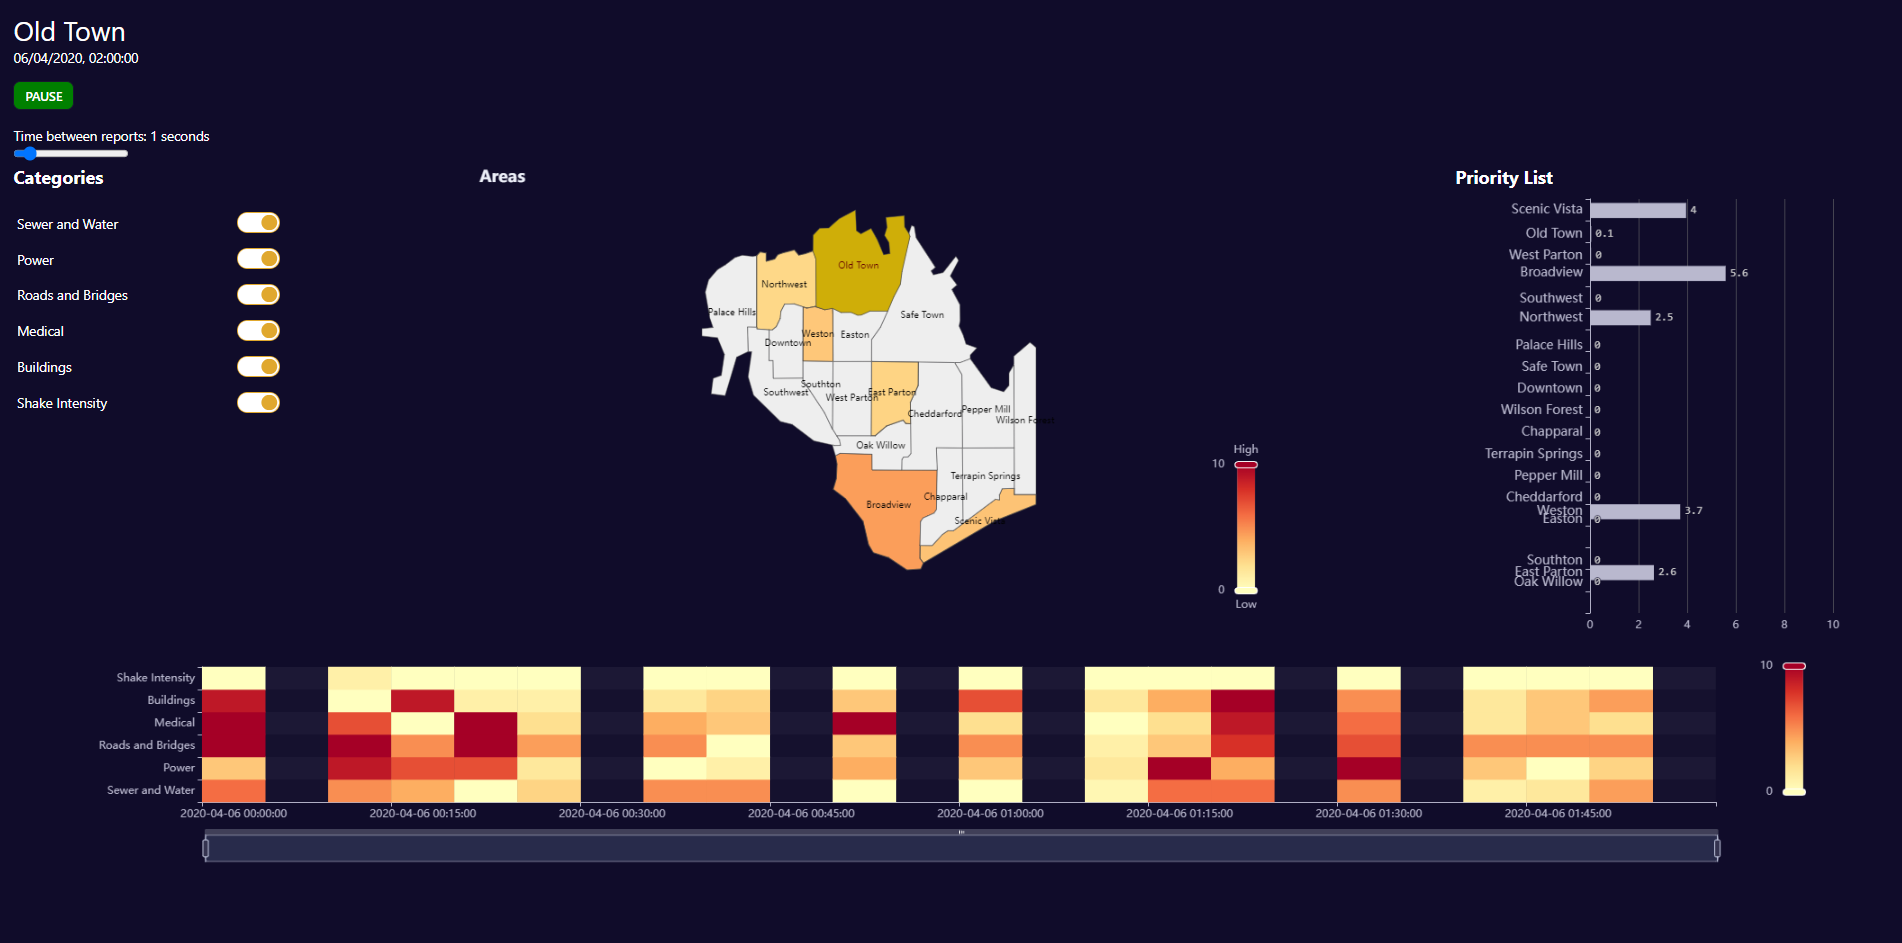 Old Town
06/04/2020, 02:00:00
PAUSE
Time between reports: 1 seconds
Categories
Sewer and Water
Power
Roads and Bridges
Medical
Buildings
Shake Intensity
Areas
Old Town
Northwest
Palace Hills
Safe Town
Weston
Easton
Downtown
Southton
Southwest
West Parton
East Parton
Cheddarford
Pepper Mill
Wilson Forest
Oak Willow
Terrapin Springs
Chapparal
Broadview
Scenic Vista
High
10
0
Low
Priority List
Scenic Vista 4
Old Town 0.1
West Parton 0
Broadview 5.6
Southwest 0
Northwest 2.5
Palace Hills 0
Safe Town 0
Downtown 0
Wilson Forest 0
Chapparal 0
Terrapin Springs 0
Pepper Mill 0
Cheddarford 0
Weston 3.7
Easton 0
Southton 0
East Parton 2.6
Oak Willow 0
0 2 4 6 8 10
Shake Intensity
Buildings
Medical
Roads and Bridges
Power
Sewer and Water
2020-04-06 00:00:00 2020-04-06 00:15:00 2020-04-06 00:30:00 2020-04-06 00:45:00 2020-04-06 01:00:00 2020-04-06 01:15:00 2020-04-06 01:30:00 2020-04-06 01:45:00
10
0